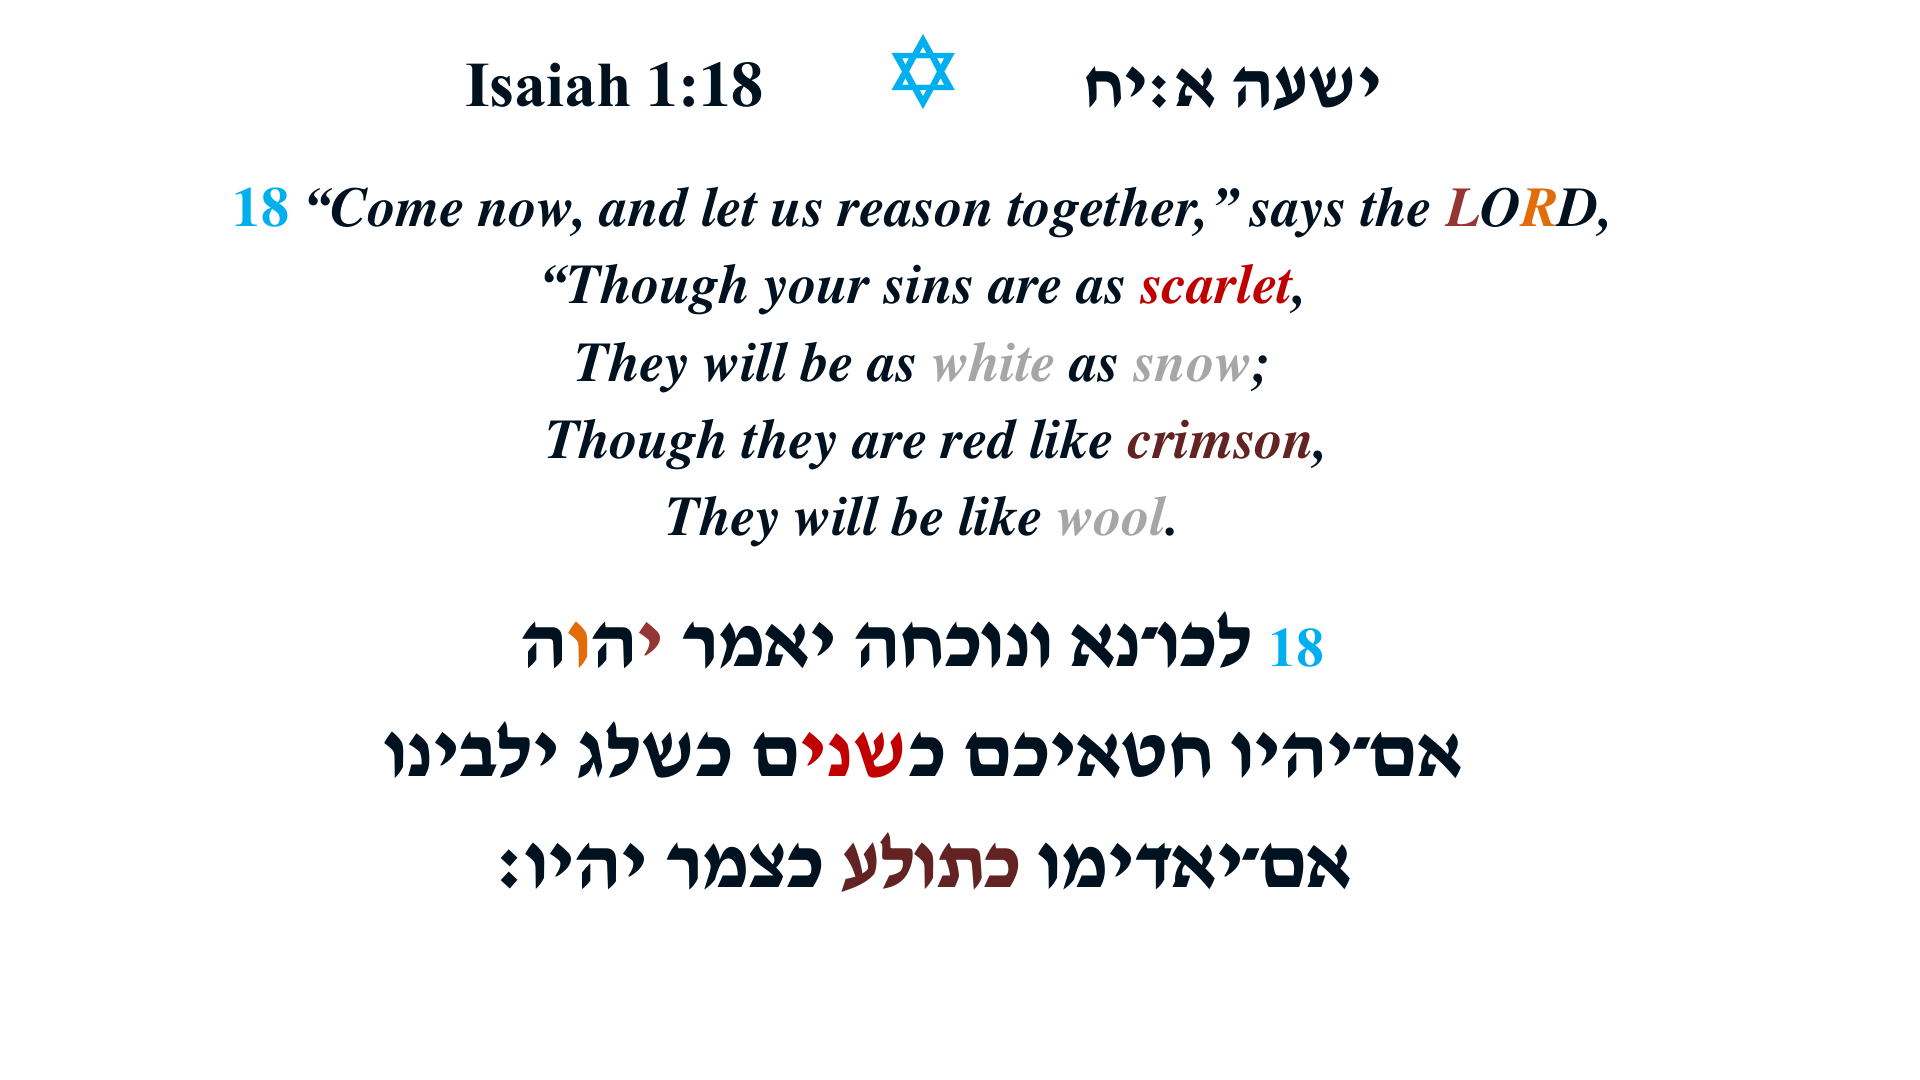 Isaiah 1:18 ✡ ישעה א:יח
18 “Come now, and let us reason together,” says the LORD,
“Though your sins are as scarlet,
They will be as white as snow;
Though they are red like crimson,
They will be like wool.
18 לכו־נא ונוכחה יאמר יהוה
אם־יהיו חטאיכם כשנים כשלג ילבינו
אם־יאדימו כתולע כצמר יהיו׃